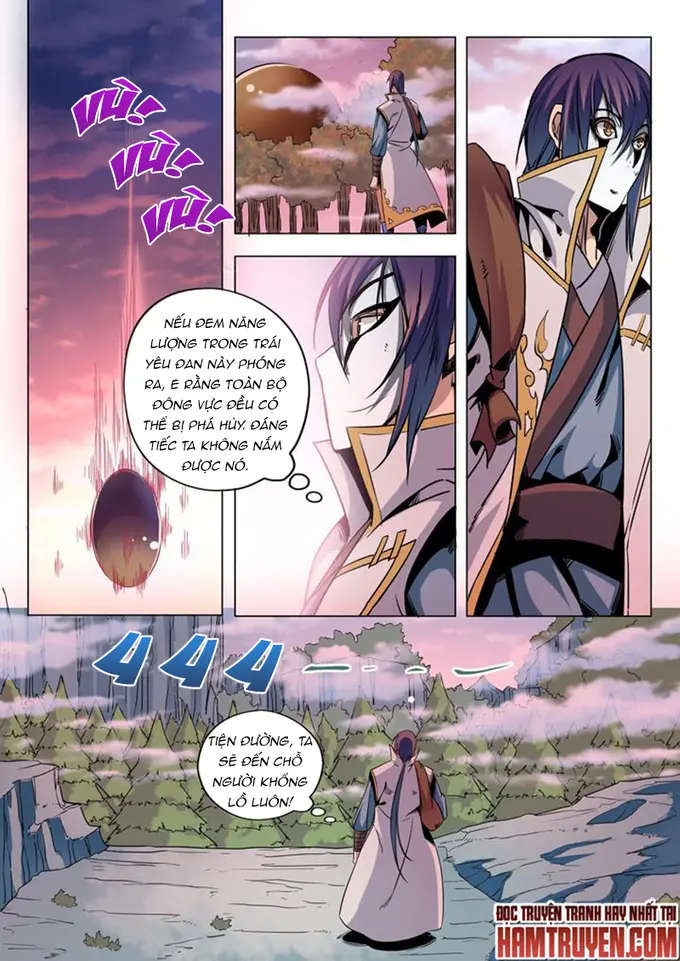 VÙ!
VÙ!
VÙ!
NẾU ĐEM NĂNG
LƯỢNG TRONG TRÁI
YÊU ĐAN NÀY PHÓNG
RA, E RẰNG TOÀN BỘ
ĐÔNG VỰC ĐỀU CÓ
THỂ BỊ PHÁ HỦY. ĐÁNG
TIẾC TA KHÔNG NẮM
ĐƯỢC NÓ.
444
TIỆN ĐƯỜNG, TA
SẼ ĐẾN CHỖ
NGƯỜI KHỔNG
LỒ LUÔN!
ĐỌC TRUYỆN TRANH HAY NHẤT TẠI
HAMTRUYEN.COM